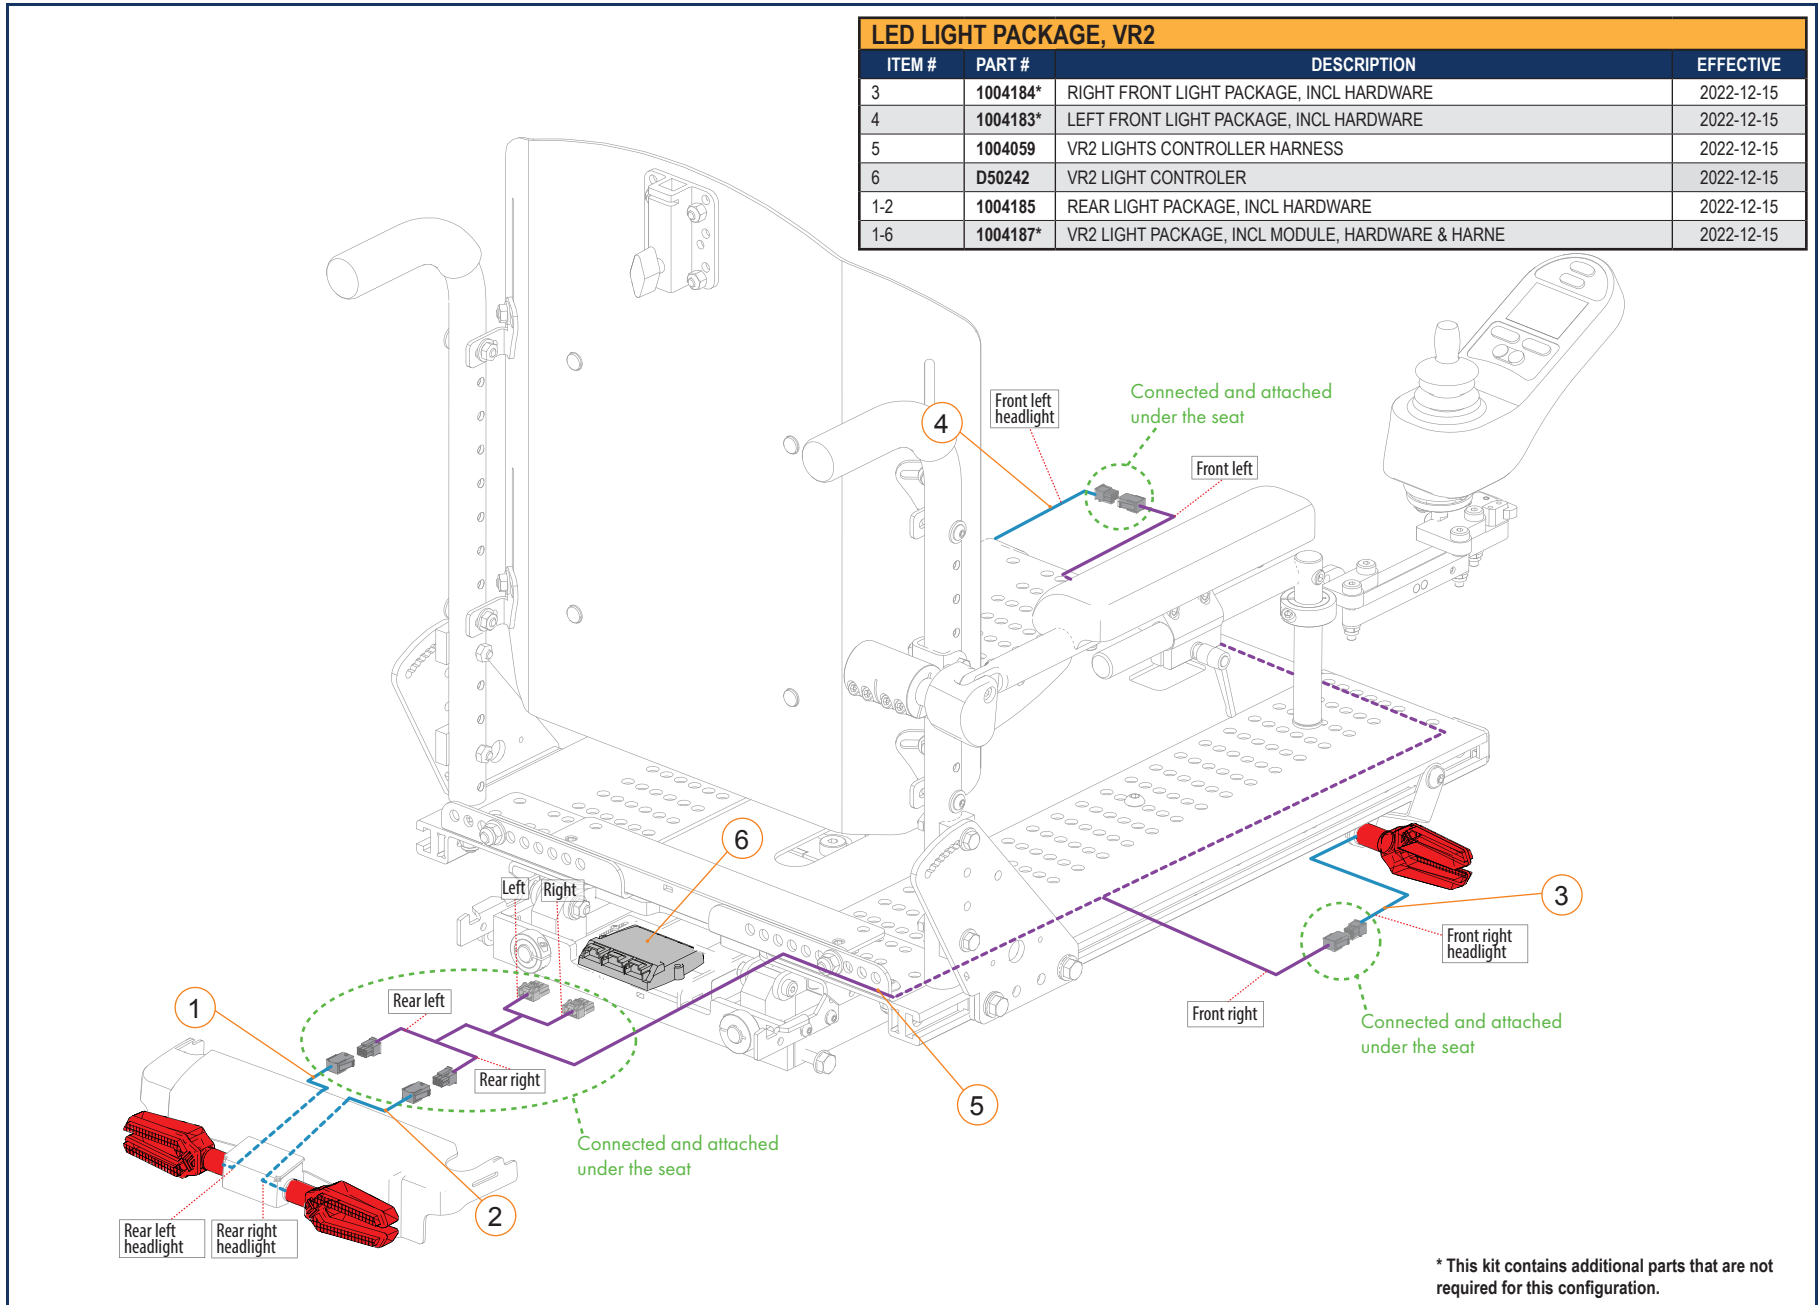 LED LIGHT PACKAGE, VR2
ITEM # PART # DESCRIPTION EFFECTIVE
3 1004184* RIGHT FRONT LIGHT PACKAGE, INCL HARDWARE 2022-12-15
4 1004183* LEFT FRONT LIGHT PACKAGE, INCL HARDWARE 2022-12-15
5 1004059 VR2 LIGHTS CONTROLLER HARNESS 2022-12-15
6 D50242 VR2 LIGHT CONTROLER 2022-12-15
1-2 1004185 REAR LIGHT PACKAGE, INCL HARDWARE 2022-12-15
1-6 1004187* VR2 LIGHT PACKAGE, INCL MODULE, HARDWARE & HARNE 2022-12-15
4
Front left
headlight
Connected and attached
under the seat
Front left
6
Left
Right
3
Front right
headlight
Front right
Connected and attached
under the seat
1
Rear left
Rear right
5
Connected and attached
under the seat
2
Rear left
headlight
Rear right
headlight
* This kit contains additional parts that are not
required for this configuration.